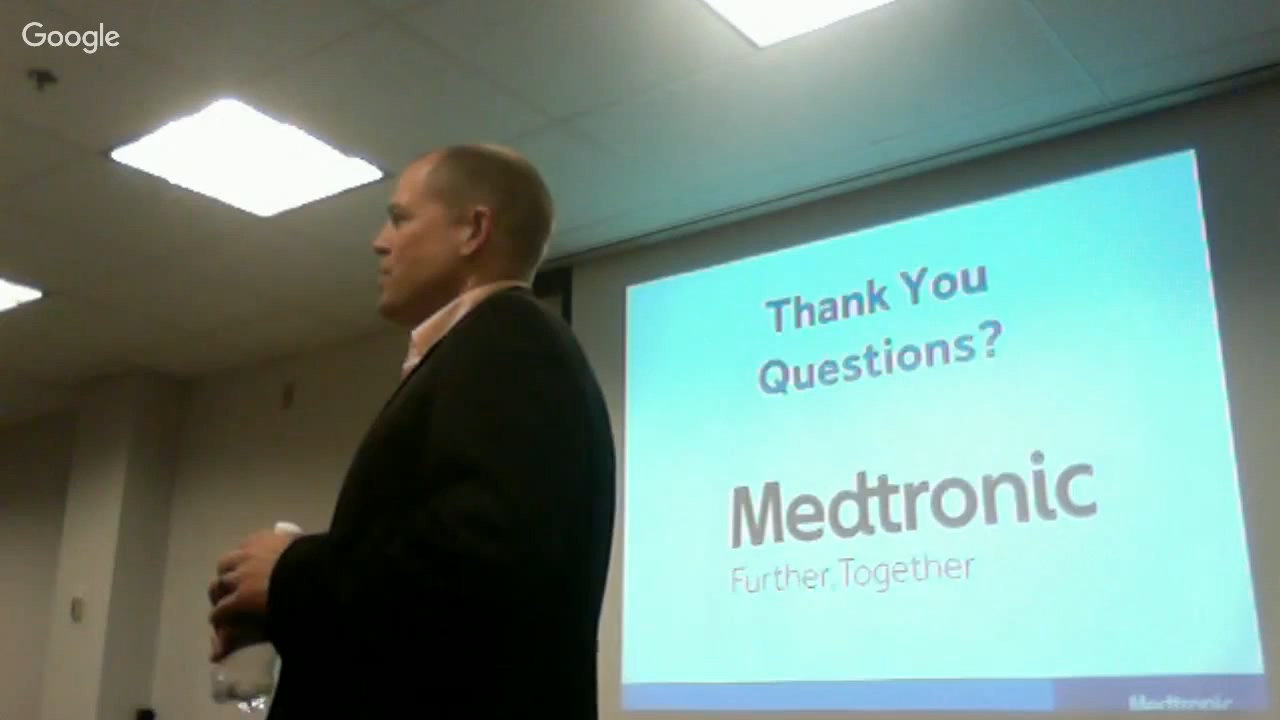 Google
Thank You
Questions?
Medtronic
Further, Together
Medtronic